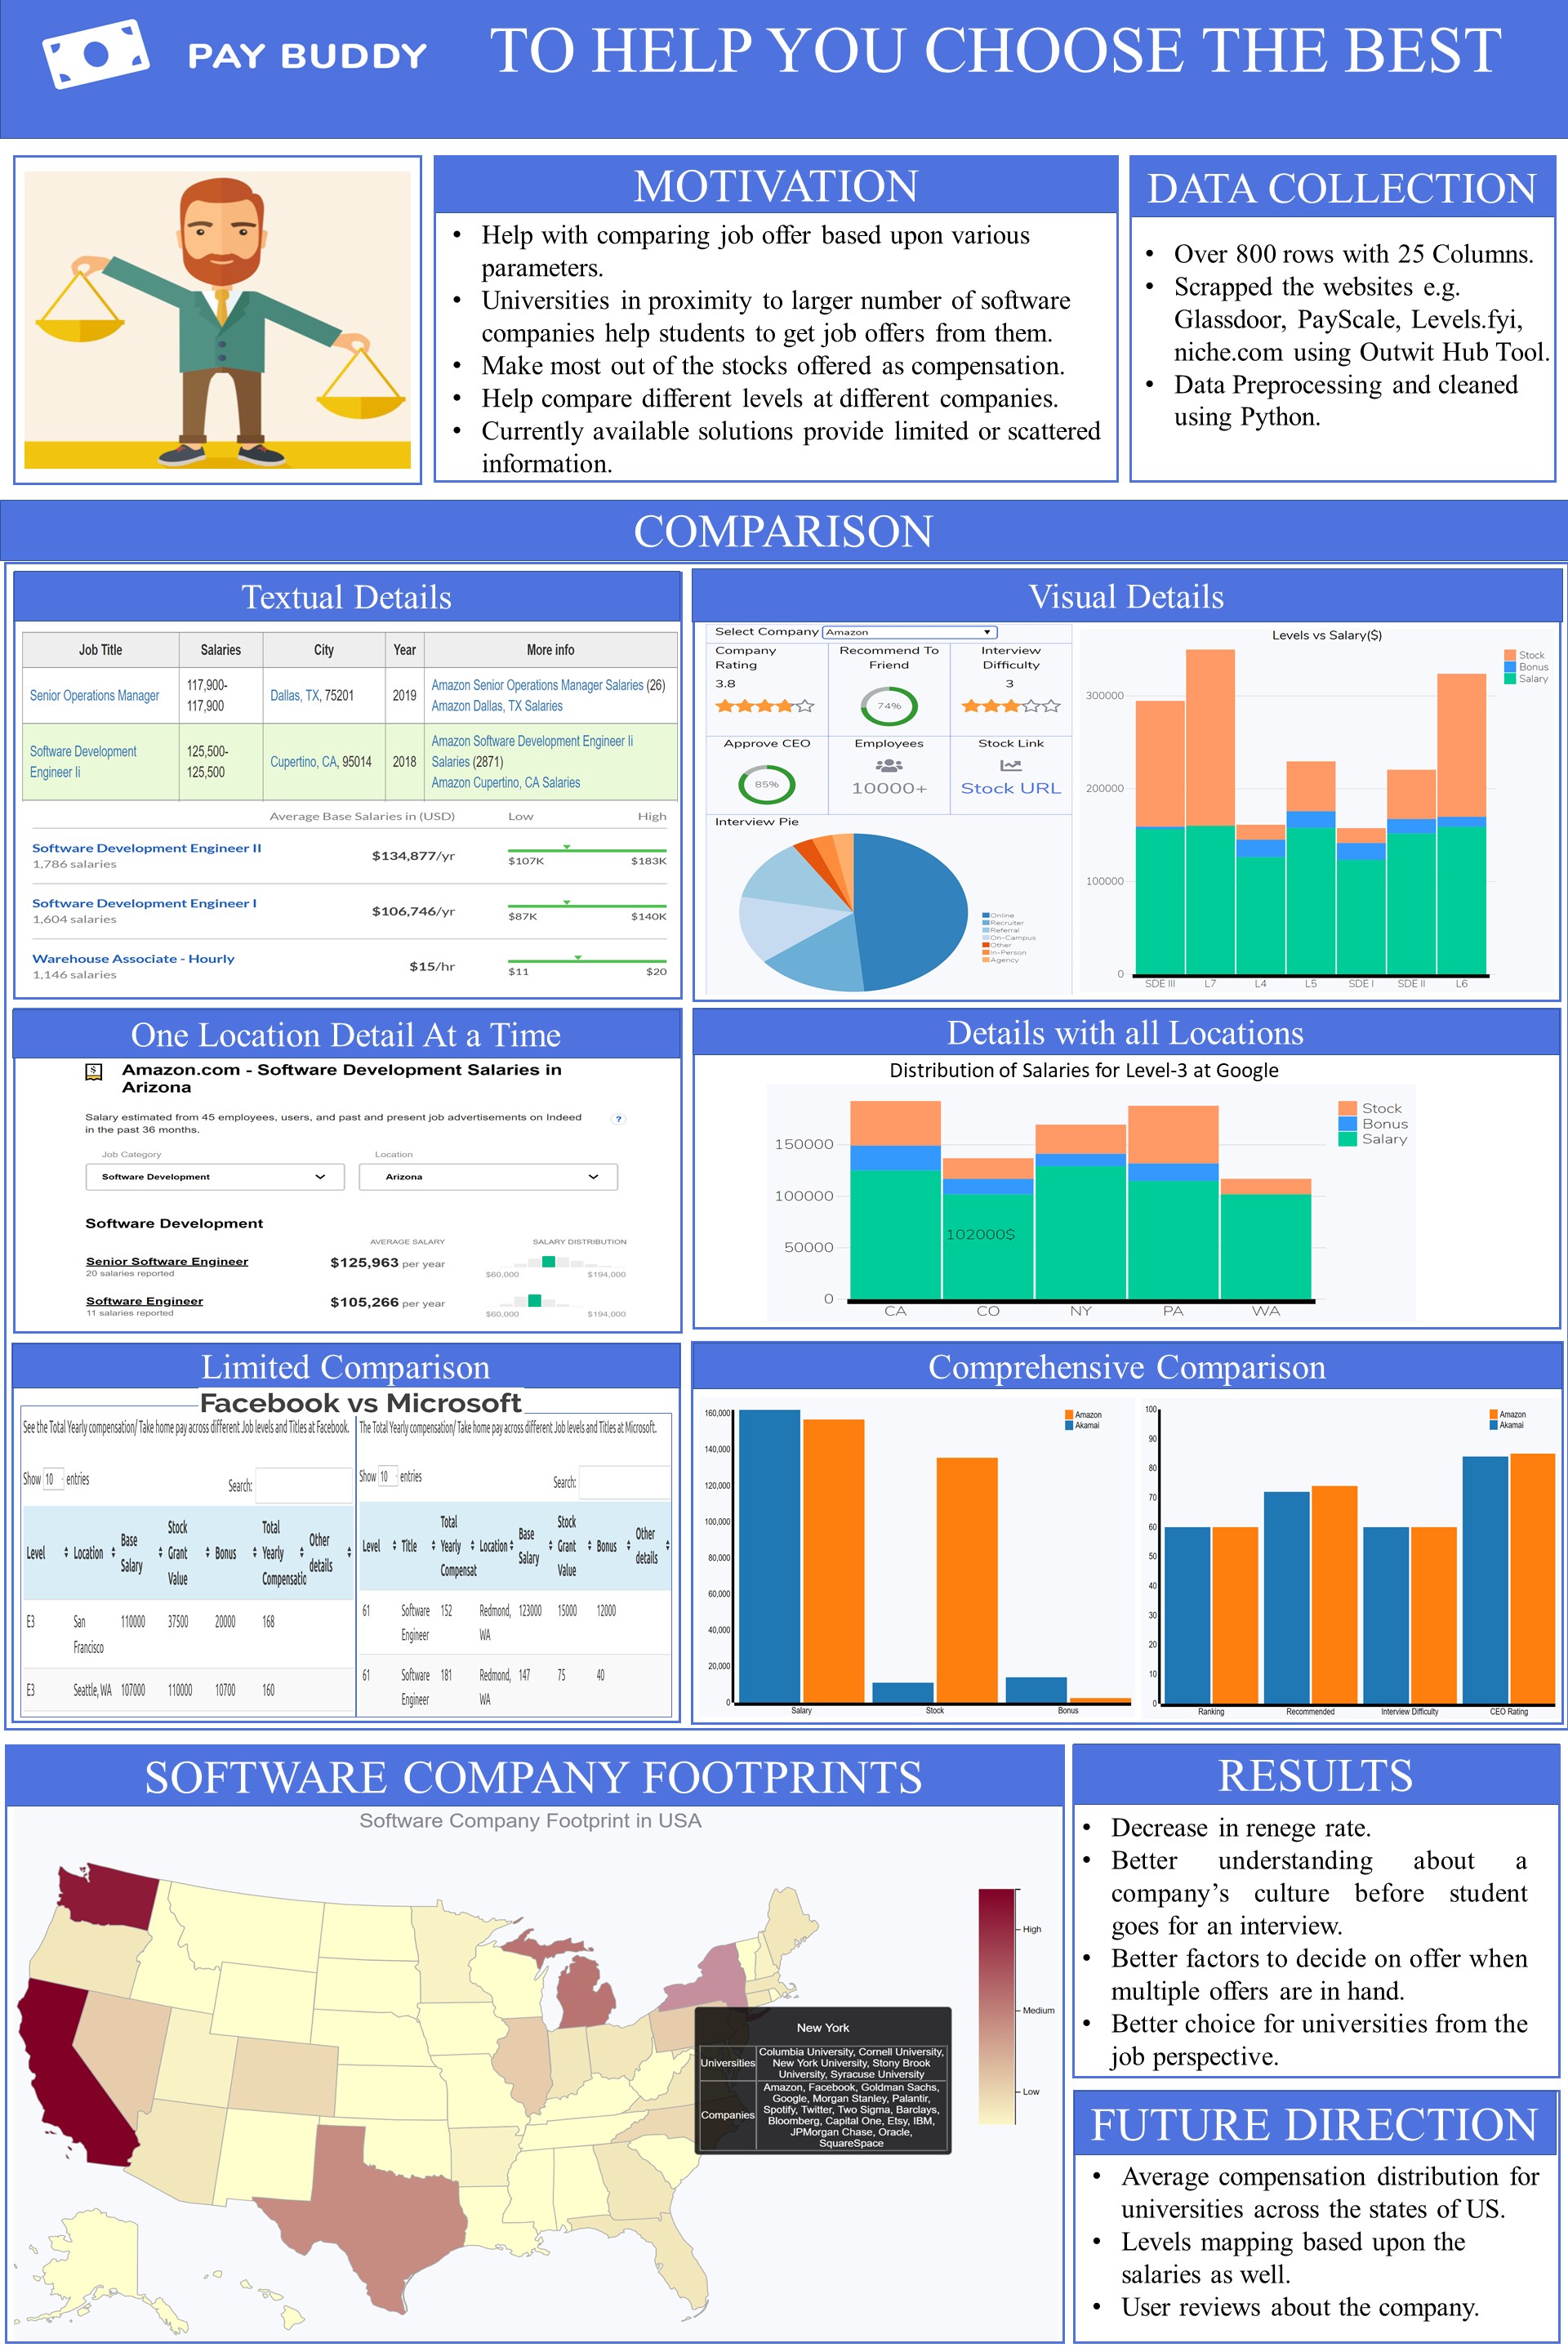 PAY BUDDY
TO HELP YOU CHOOSE THE BEST
MOTIVATION
• Help with comparing job offer based upon various
parameters.
• Universities in proximity to larger number of software
companies help students to get job offers from them.
• Make most out of the stocks offered as compensation.
• Help compare different levels at different companies.
• Currently available solutions provide limited or scattered
information.
DATA COLLECTION
• Over 800 rows with 25 Columns.
• Scrapped the websites e.g.
Glassdoor, PayScale, Levels.fyi,
niche.com using Outwit Hub Tool.
• Data Preprocessing and cleaned
using Python.
COMPARISON
Textual Details
Job Title Salaries City Year More info
Senior Operations Manager 117,900-117,900 Dallas, TX, 75201 2019 Amazon Senior Operations Manager Salaries (26)
Amazon Dallas, TX Salaries
Software Development Engineer Ii 125,500-125,500 Cupertino, CA, 95014 2018 Amazon Software Development Engineer Ii
Salaries (2871)
Amazon Cupertino, CA Salaries
Average Base Salaries in (USD) Low High
Software Development Engineer II
1,786 salaries
$134,877/yr
$107K $183K
Software Development Engineer I
1,604 salaries
$106,746/yr
$87K $140K
Warehouse Associate - Hourly
1,146 salaries
$15/hr
$11 $20
Visual Details
Select Company Amazon
Company Rating
3.8
Recommend To Friend
74%
Interview Difficulty
3
Approve CEO
85%
Employees
10000+
Stock Link
Stock URL
Interview Pie
Online
Recruiter
Referral
On-Campus
Other
In-Person
Agency
Levels vs Salary($)
Stock
Bonus
Salary
300000
200000
100000
0
SDE III L7 L4 L5 SDE I SDE II L6
One Location Detail At a Time
$
Amazon.com - Software Development Salaries in
Arizona
Salary estimated from 45 employees, users, and past and present job advertisements on Indeed
in the past 36 months.
?
Job Category Location
Software Development Arizona
Software Development
AVERAGE SALARY SALARY DISTRIBUTION
Senior Software Engineer
20 salaries reported
$125,963 per year
$60,000 $194,000
Software Engineer
11 salaries reported
$105,266 per year
$60,000 $194,000
Details with all Locations
Distribution of Salaries for Level-3 at Google
Stock
Bonus
Salary
150000
100000
102000$
50000
0
CA CO NY PA WA
Limited Comparison
Facebook vs Microsoft
See the Total Yearly compensation/ Take home pay across different Job levels and Titles at Facebook.
Show 10 entries
Search:
Level Location Base Salary Stock Grant Value Bonus Total Yearly Compensatic Other details
E3 San Francisco 110000 37500 20000 168
E3 Seattle, WA 107000 110000 10700 160
The Total Yearly compensation/ Take home pay across different Job levels and Titles at Microsoft.
Show 10 entries
Search:
Level Title Total Yearly Compensat Location Base Salary Stock Grant Value Bonus Other details
61 Software Engineer 152 Redmond, WA 123000 15000 12000
61 Software Engineer 181 Redmond, WA 147 75 40
Comprehensive Comparison
Amazon
Akamai
160,000
140,000
120,000
100,000
80,000
60,000
40,000
20,000
0
Salary Stock Bonus
Amazon
Akamai
100
90
80
70
60
50
40
30
20
10
0
Ranking Recommended Interview Difficulty CEO Rating
SOFTWARE COMPANY FOOTPRINTS
Software Company Footprint in USA
High
Medium
Low
New York
Universities
Columbia University, Cornell University,
New York University, Stony Brook
University, Syracuse University
Companies
Amazon, Facebook, Goldman Sachs,
Google, Morgan Stanley, Palantir,
Spotify, Twitter, Two Sigma, Barclays,
Bloomberg, Capital One, Etsy, IBM,
JPMorgan Chase, Oracle,
SquareSpace
RESULTS
• Decrease in renege rate.
• Better understanding about a
company’s culture before student
goes for an interview.
• Better factors to decide on offer when
multiple offers are in hand.
• Better choice for universities from the
job perspective.
FUTURE DIRECTION
• Average compensation distribution for
universities across the states of US.
• Levels mapping based upon the
salaries as well.
• User reviews about the company.